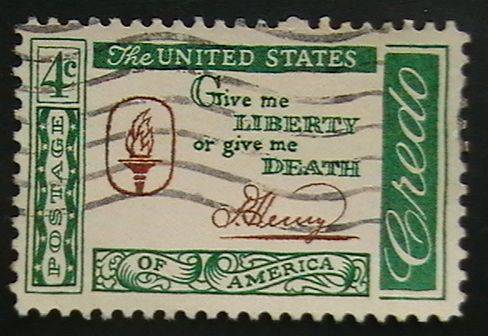 The UNITED STATES
4c
POSTAGE
Give me
LIBERTY
or give me
DEATH
P. Henry
Credo
OF AMERICA